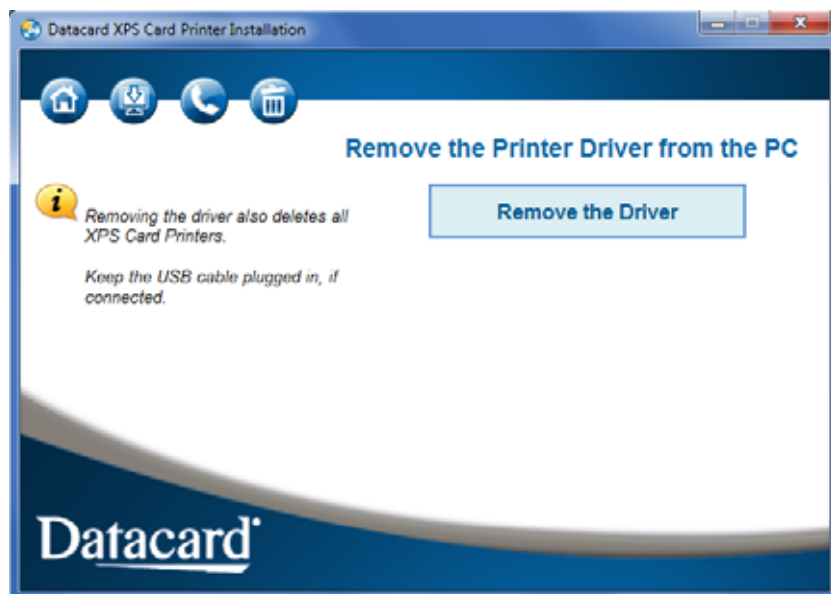 Datacard XPS Card Printer Installation
Remove the Printer Driver from the PC
i
Removing the driver also deletes all
XPS Card Printers.
Keep the USB cable plugged in, if
connected.
Remove the Driver
Datacard